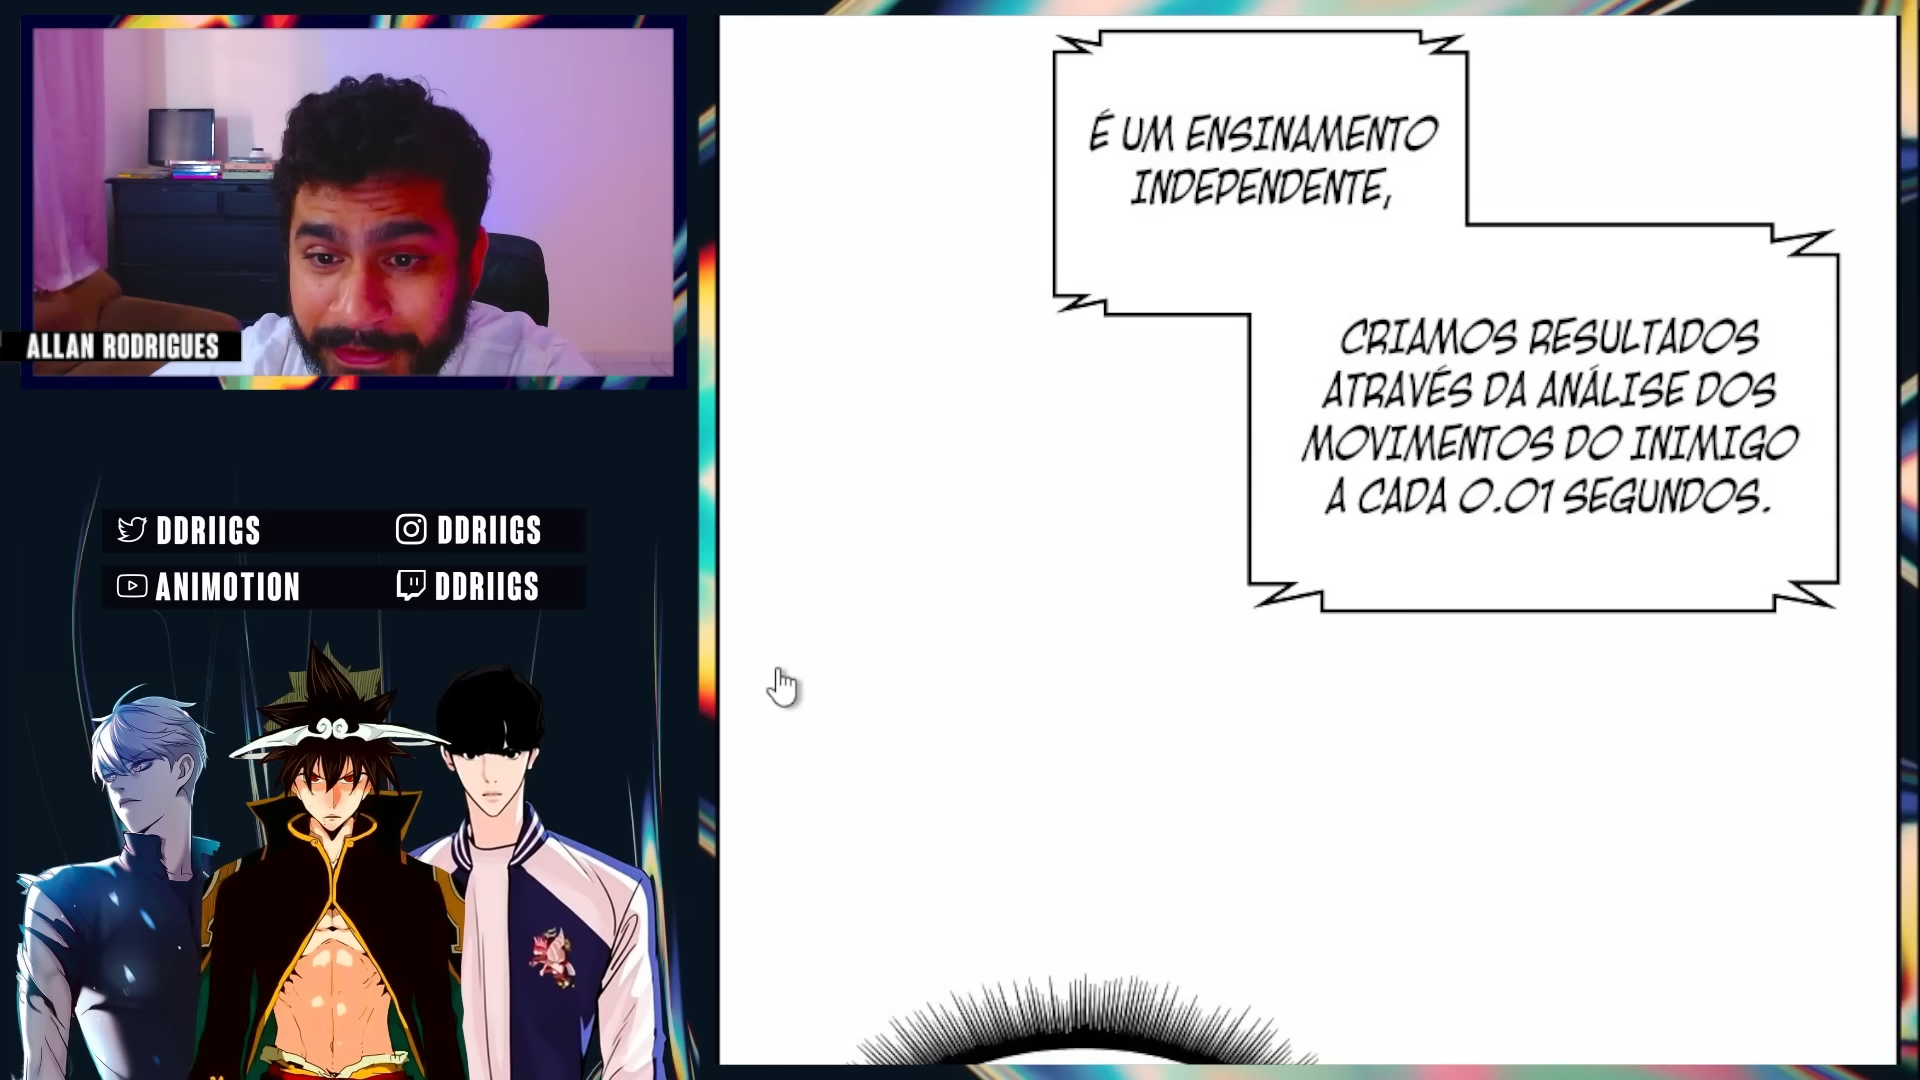 ALLAN RODRIGUES
DDRIIGS
DDRIIGS
ANIMOTION
DDRIIGS
É UM ENSINAMENTO
INDEPENDENTE,
CRIAMOS RESULTADOS
ATRAVÉS DA ANÁLISE DOS
MOVIMENTOS DO INIMIGO
A CADA 0.01 SEGUNDOS.